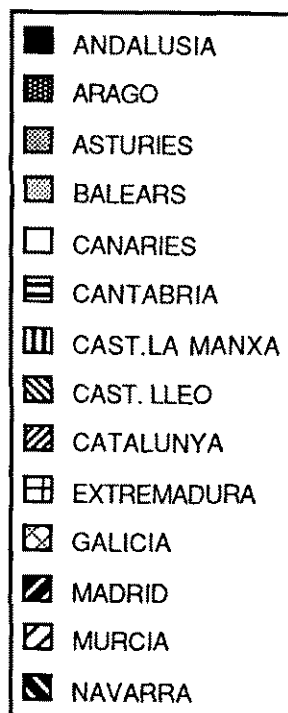 ANDALUSIA
ARAGO
ASTURIES
BALEARS
CANARIES
CANTABRIA
CAST.LA MANXA
CAST. LLEO
CATALUNYA
EXTREMADURA
GALICIA
MADRID
MURCIA
NAVARRA